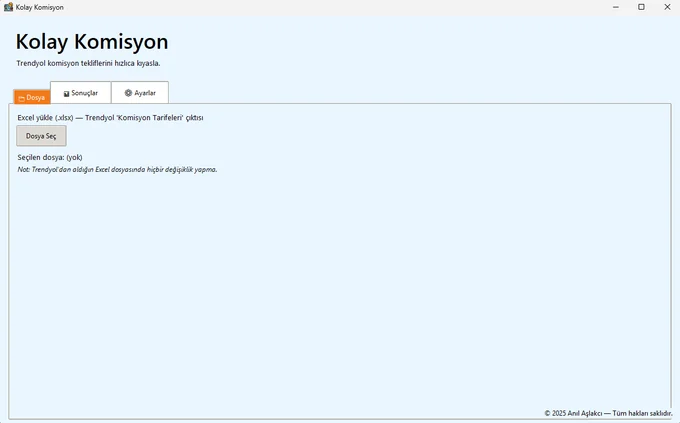 Kolay Komisyon
Kolay Komisyon
Trendyol komisyon tekliflerini hızlıca kıyasla.
Dosya Sonuçlar Ayarlar
Excel yükle (.xlsx) — Trendyol 'Komisyon Tarifeleri' çıktısı
Dosya Seç
Seçilen dosya: (yok)
Not: Trendyol'dan aldığın Excel dosyasında hiçbir değişiklik yapma.
© 2025 Anıl Aşlakcı — Tüm hakları saklıdır.